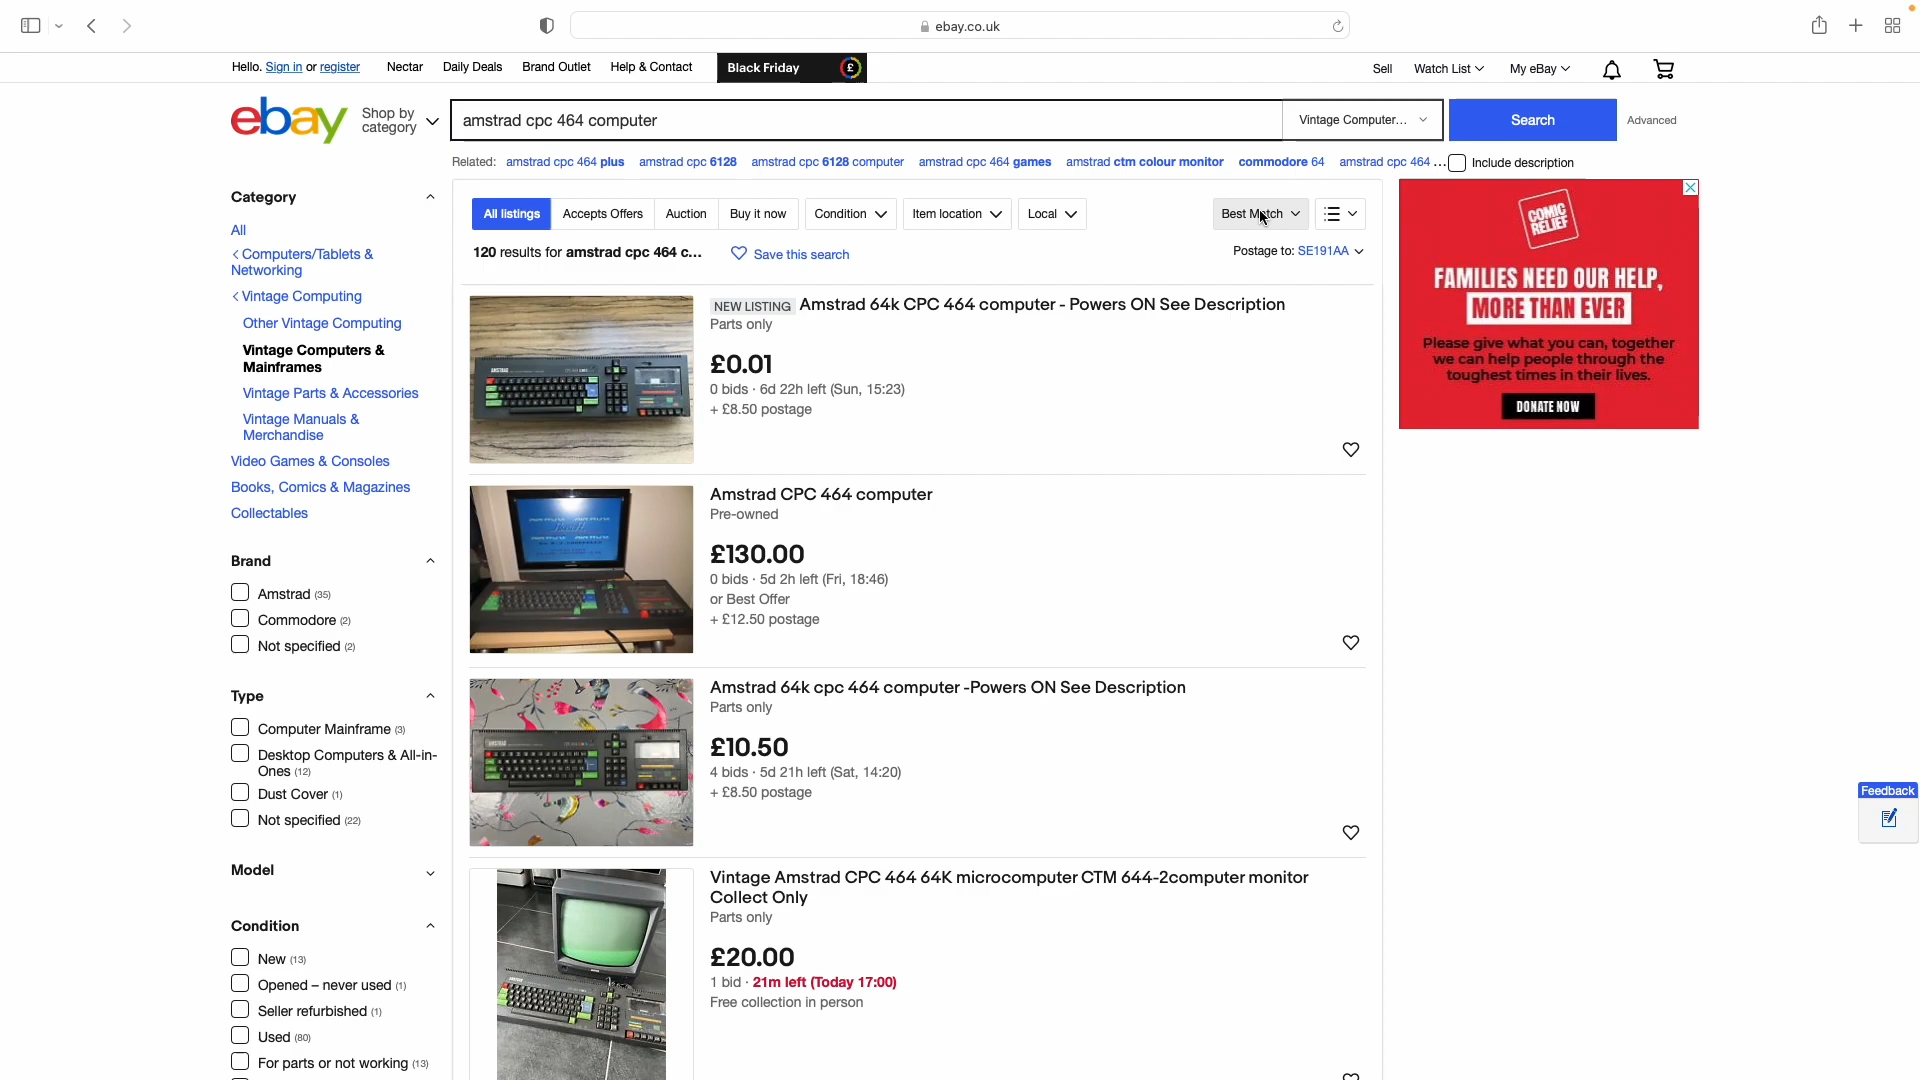 ebay.co.uk
Hello. Sign in or register
Nectar
Daily Deals
Brand Outlet
Help & Contact
Black Friday £
Sell
Watch List
My eBay
ebay
Shop by
category
amstrad cpc 464 computer
Vintage Computer...
Search
Advanced
Related: amstrad cpc 464 plus amstrad cpc 6128 amstrad cpc 6128 computer amstrad cpc 464 games amstrad ctm colour monitor commodore 64 amstrad cpc 464 ...
Include description
Category
All
Computers/Tablets &
Networking
Vintage Computing
Other Vintage Computing
Vintage Computers &
Mainframes
Vintage Parts & Accessories
Vintage Manuals &
Merchandise
Video Games & Consoles
Books, Comics & Magazines
Collectables
Brand
Amstrad (35)
Commodore (2)
Not specified (2)
Type
Computer Mainframe (3)
Desktop Computers & All-in-
Ones (12)
Dust Cover (1)
Not specified (22)
Model
Condition
New (13)
Opened – never used (1)
Seller refurbished (1)
Used (80)
For parts or not working (13)
All listings
Accepts Offers
Auction
Buy it now
Condition
Item location
Local
Best Match
120 results for amstrad cpc 464 c...
Save this search
Postage to: SE191AA
NEW LISTING Amstrad 64k CPC 464 computer - Powers ON See Description
Parts only
£0.01
0 bids · 6d 22h left (Sun, 15:23)
+ £8.50 postage
Amstrad CPC 464 computer
Pre-owned
£130.00
0 bids · 5d 2h left (Fri, 18:46)
or Best Offer
+ £12.50 postage
Amstrad 64k cpc 464 computer -Powers ON See Description
Parts only
£10.50
4 bids · 5d 21h left (Sat, 14:20)
+ £8.50 postage
Vintage Amstrad CPC 464 64K microcomputer CTM 644-2computer monitor
Collect Only
Parts only
£20.00
1 bid · 21m left (Today 17:00)
Free collection in person
COMIC
RELIEF
FAMILIES NEED OUR HELP,
MORE THAN EVER
Please give what you can, together
we can help people through the
toughest times in their lives.
DONATE NOW
Feedback